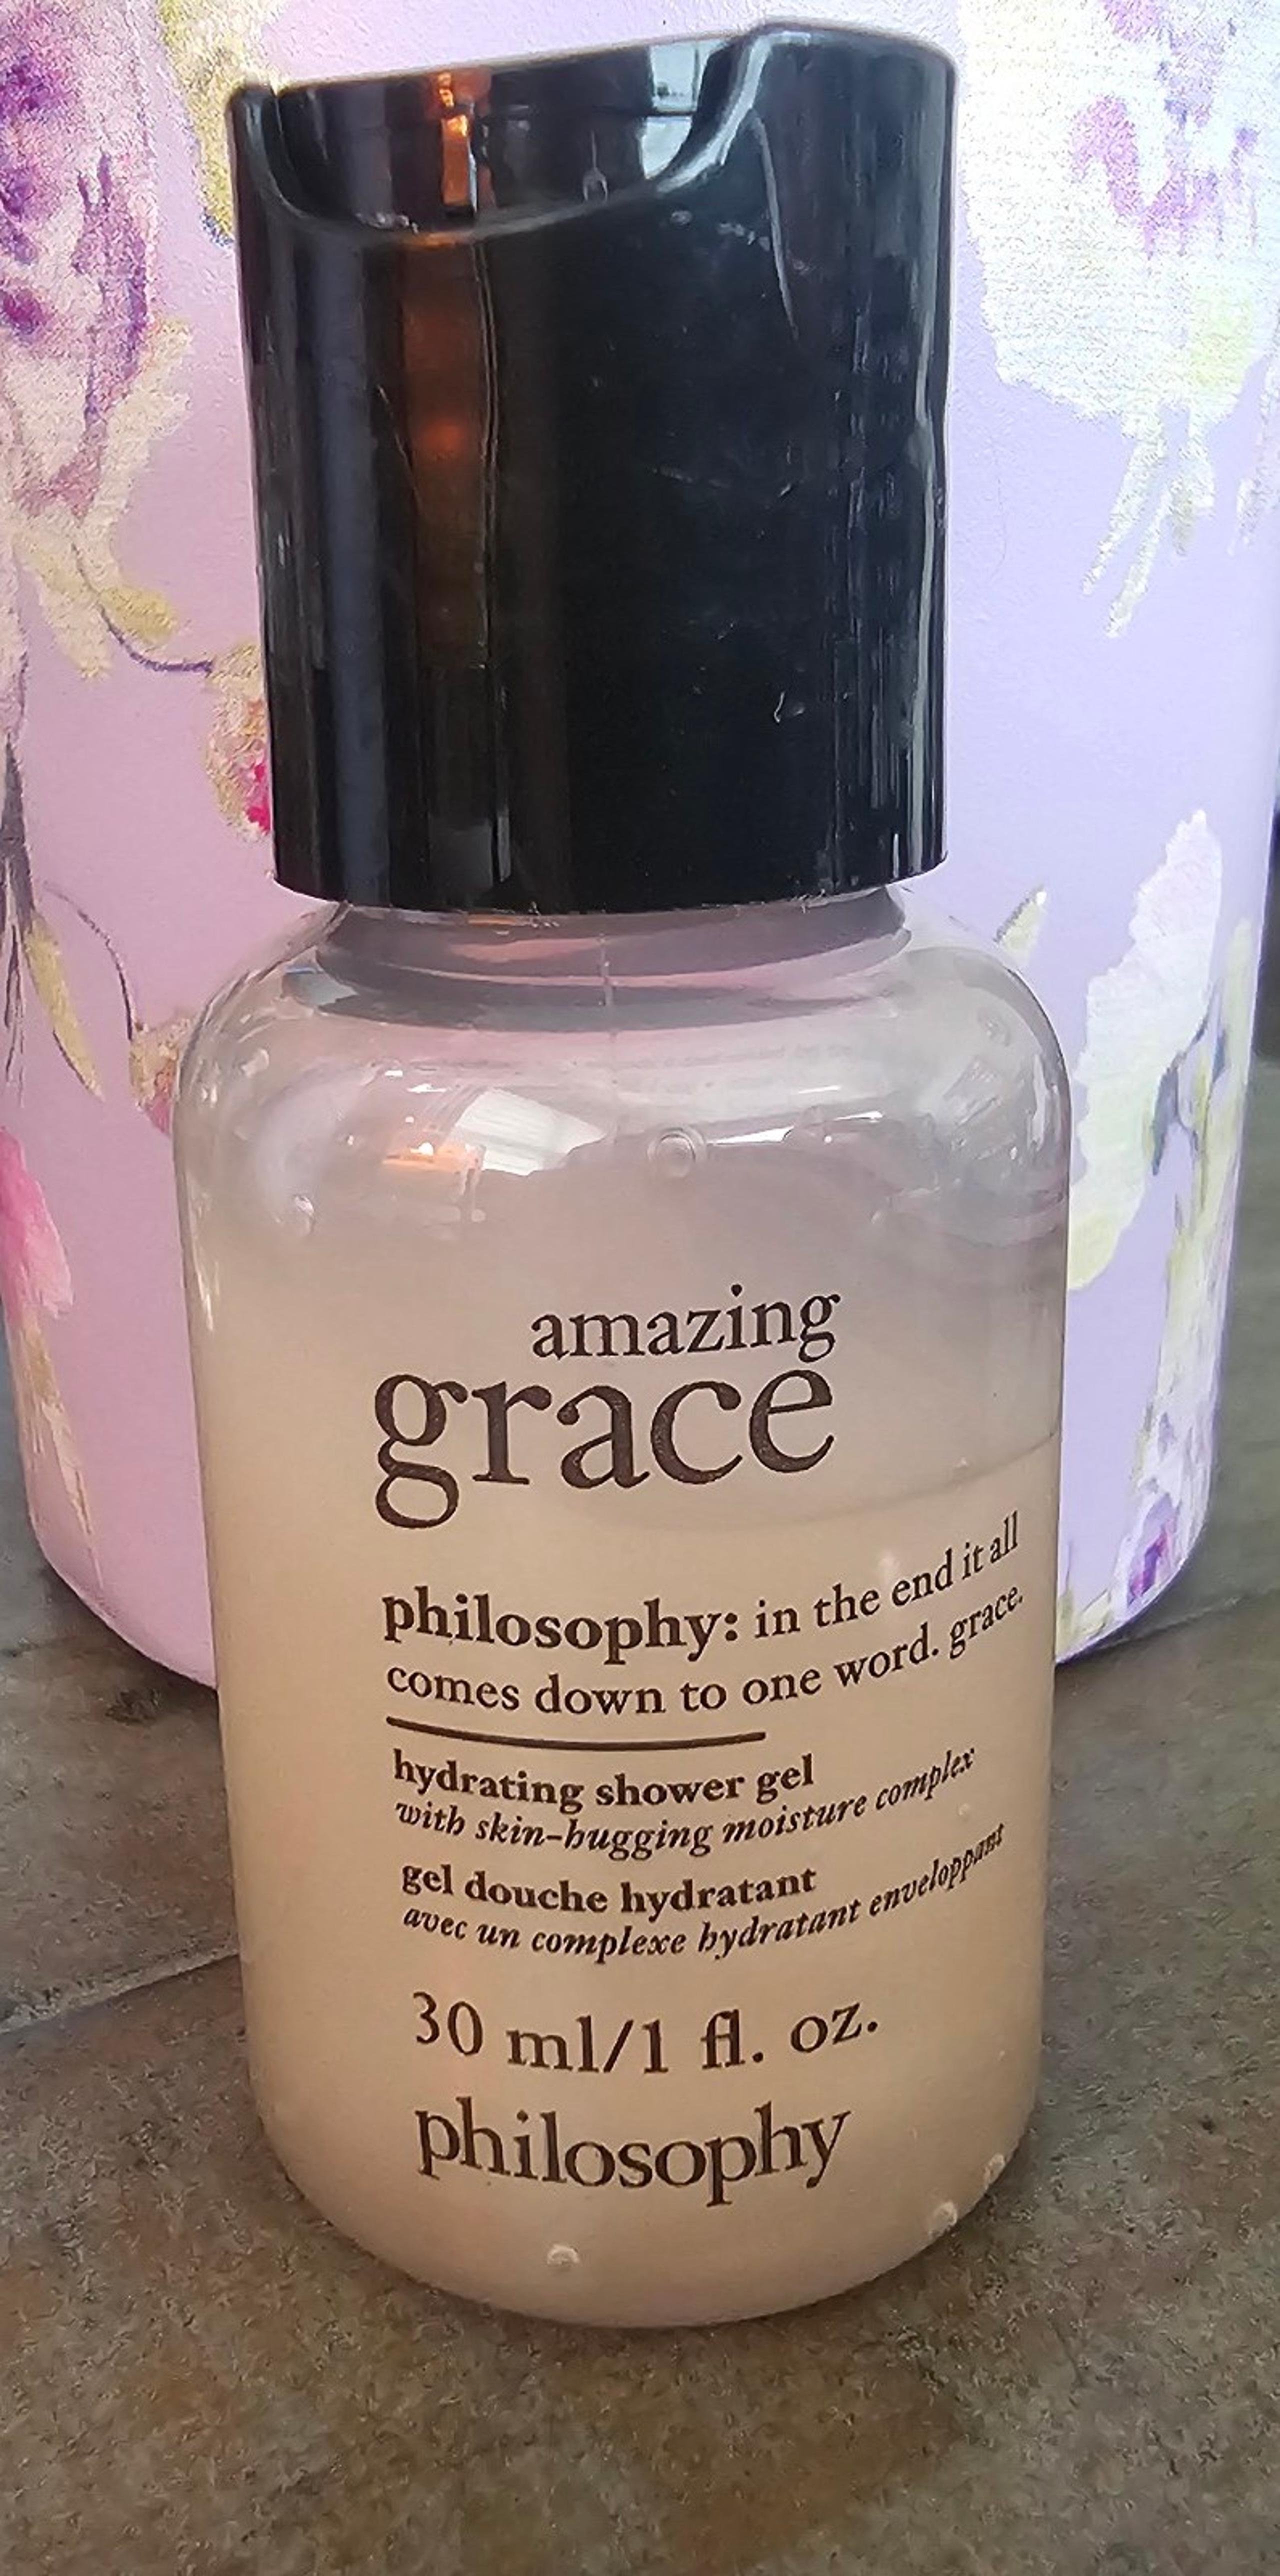 amazing
grace
philosophy: in the end it all
comes down to one word. grace.
hydrating shower gel
with skin-hugging moisture complex
gel douche hydratant
avec un complexe hydratant enveloppant
30 ml/1 fl. oz.
philosophy